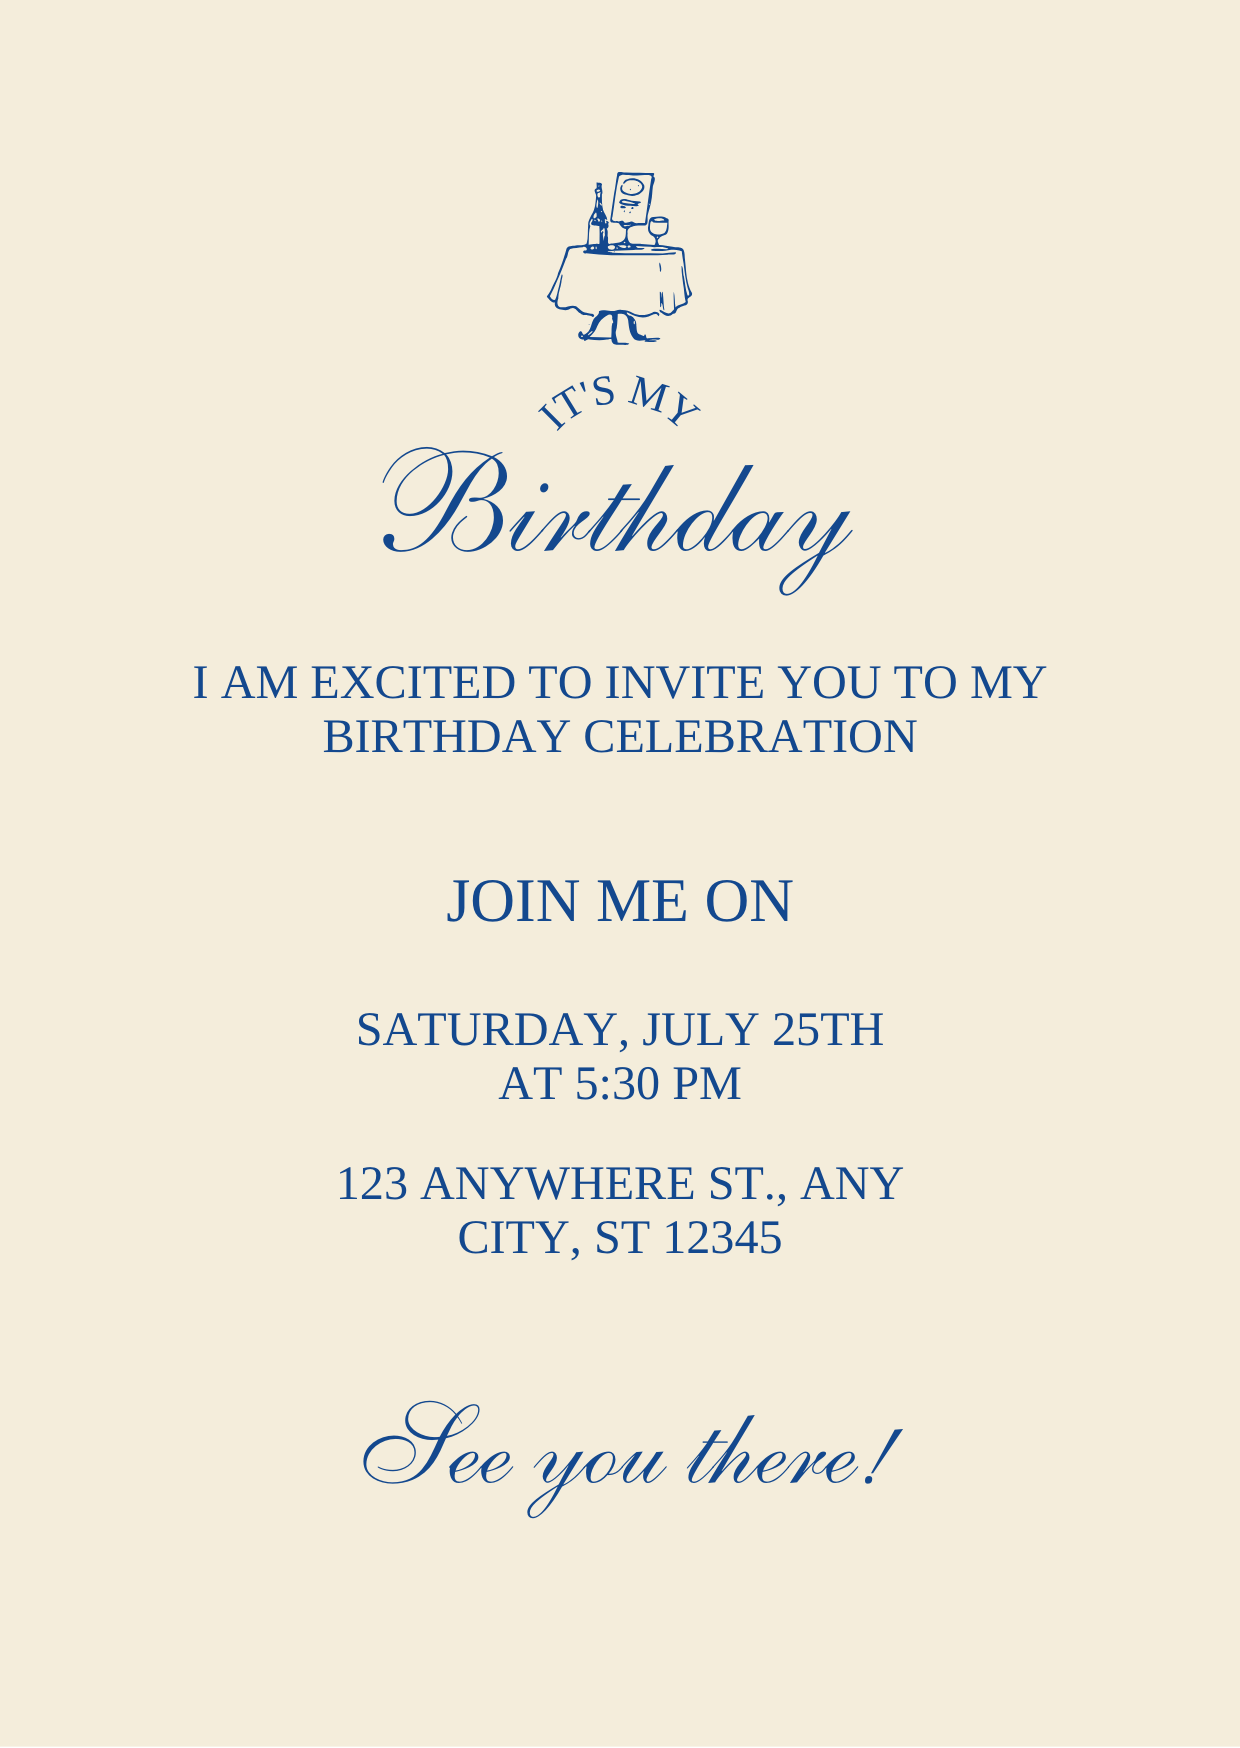 IT'S MY
Birthday
I AM EXCITED TO INVITE YOU TO MY
BIRTHDAY CELEBRATION
JOIN ME ON
SATURDAY, JULY 25TH
AT 5:30 PM
123 ANYWHERE ST., ANY
CITY, ST 12345
See you there!